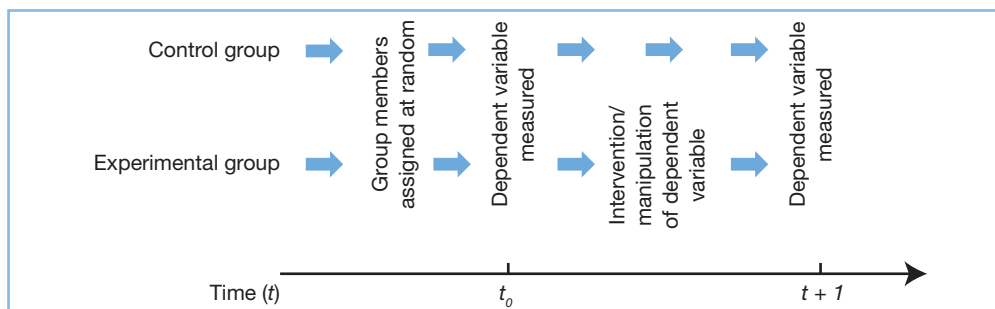 Control group
Group members
assigned at random
Dependent variable
measured
Dependent variable
measured
Experimental group
Intervention/
manipulation
of dependent
variable
Time (t)
t0
t + 1